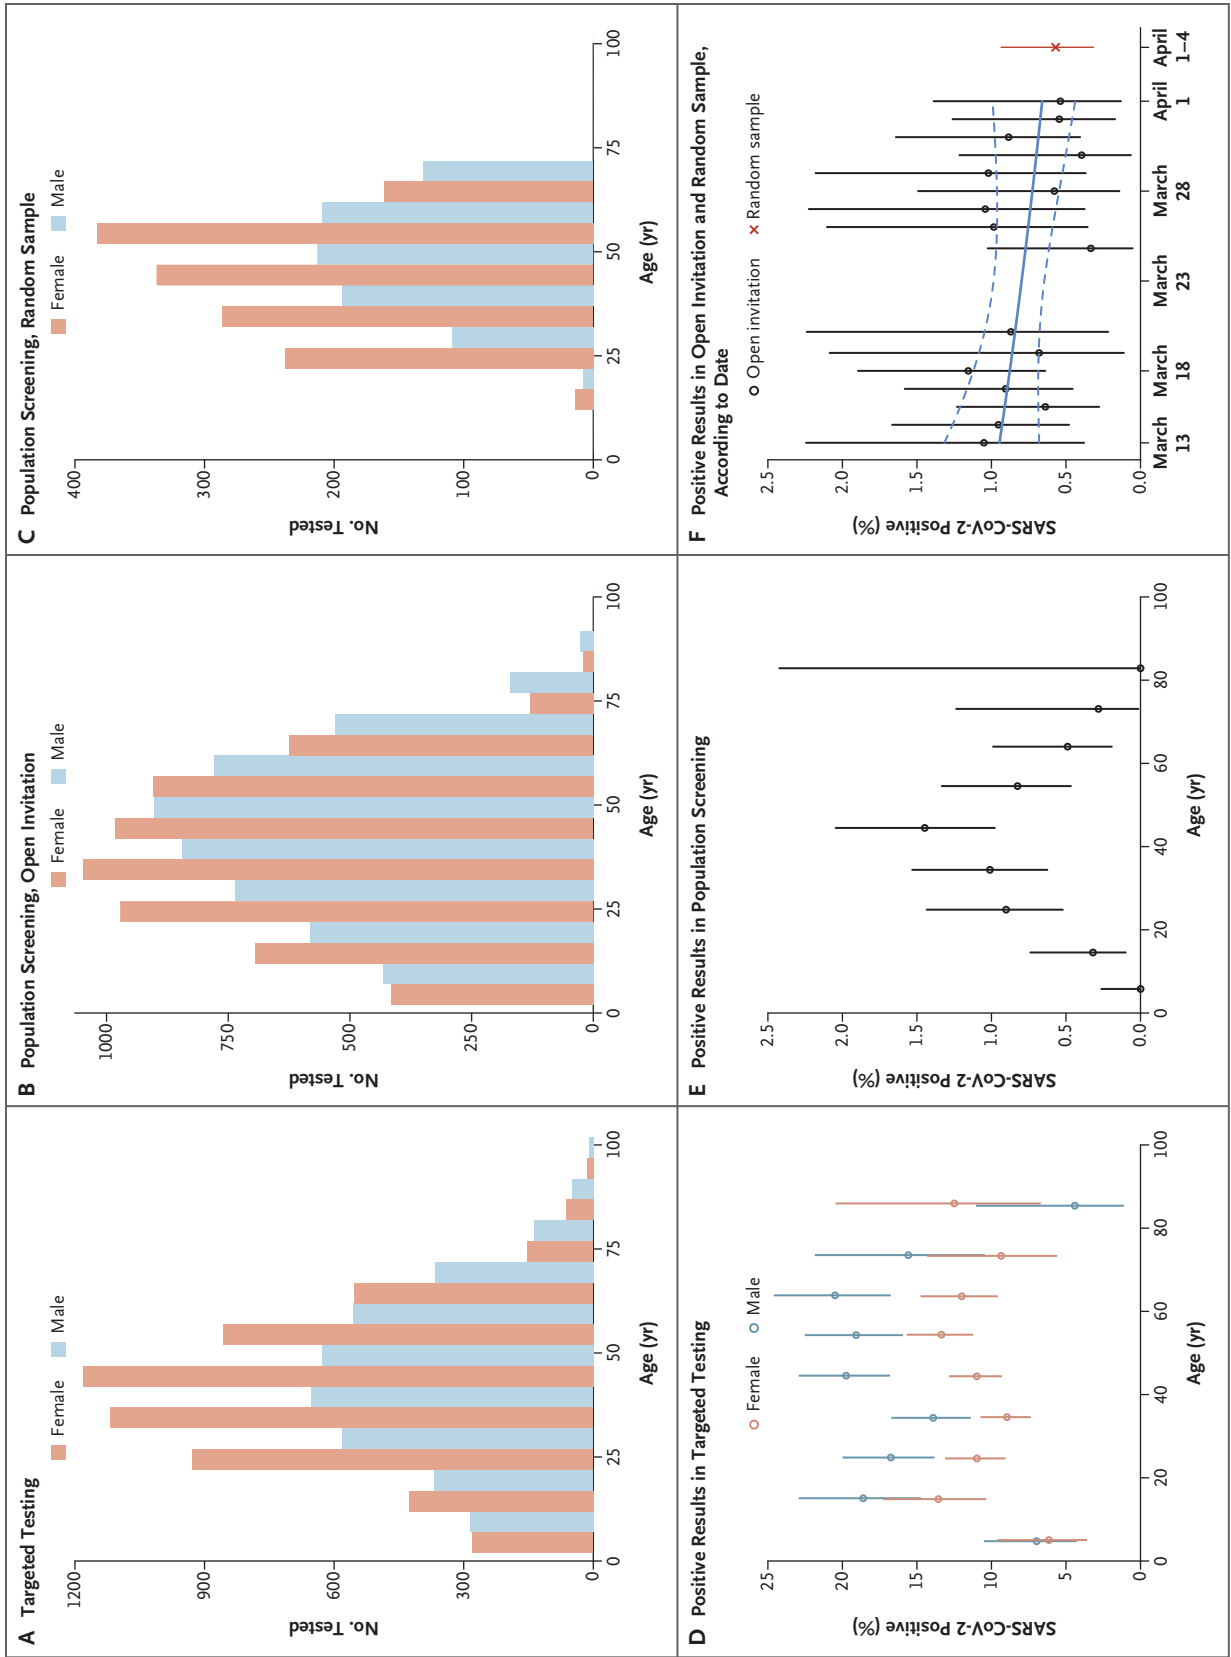 A Targeted Testing
Female
Male
No. Tested
1200
900
600
300
0
0
25
50
75
100
Age (yr)
B Population Screening, Open Invitation
Female
Male
No. Tested
1000
750
500
250
0
0
25
50
75
100
Age (yr)
C Population Screening, Random Sample
Female
Male
No. Tested
400
300
200
100
0
0
25
50
75
100
Age (yr)
D Positive Results in Targeted Testing
Female
Male
SARS-CoV-2 Positive (%)
25
20
15
10
5
0
0
20
40
60
80
100
Age (yr)
E Positive Results in Population Screening
SARS-CoV-2 Positive (%)
2.5
2.0
1.5
1.0
0.5
0.0
0
20
40
60
80
100
Age (yr)
F Positive Results in Open Invitation and Random Sample,
According to Date
Open invitation
Random sample
SARS-CoV-2 Positive (%)
2.5
2.0
1.5
1.0
0.5
0.0
March
13
March
18
March
23
March
28
April
1
April
1–4